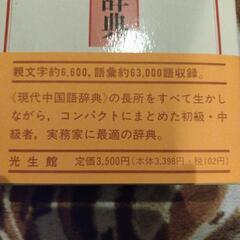 辞典
親文字約6,600, 語彙約63,000語収録。
《現代中国語辞典》の長所をすべて生かし
ながら，コンパクトにまとめた初級・中
級者，実務家に最適の辞典。
光生館 定価3,500円(本体3,398円・税102円)